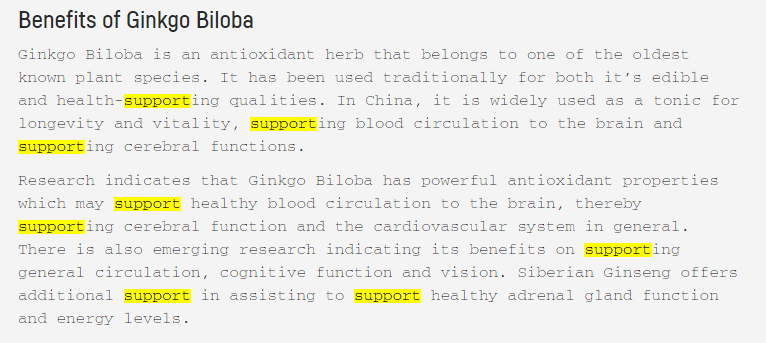 Benefits of Ginkgo Biloba
Ginkgo Biloba is an antioxidant herb that belongs to one of the oldest
known plant species. It has been used traditionally for both it’s edible
and health-supporting qualities. In China, it is widely used as a tonic for
longevity and vitality, supporting blood circulation to the brain and
supporting cerebral functions.
Research indicates that Ginkgo Biloba has powerful antioxidant properties
which may support healthy blood circulation to the brain, thereby
supporting cerebral function and the cardiovascular system in general.
There is also emerging research indicating its benefits on supporting
general circulation, cognitive function and vision. Siberian Ginseng offers
additional support in assisting to support healthy adrenal gland function
and energy levels.